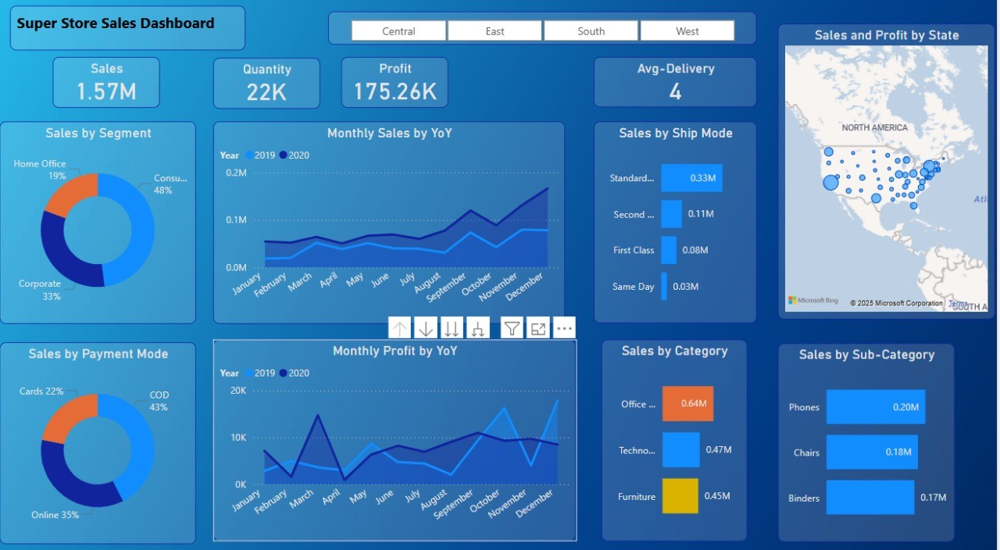 Super Store Sales Dashboard
Central
East
South
West
Sales
1.57M
Quantity
22K
Profit
175.26K
Avg-Delivery
4
Sales and Profit by State
NORTH AMERICA
Microsoft Bing
© 2025 Microsoft Corporation
Terms
SOUTH A
Sales by Segment
Home Office
19%
Consu...
48%
Corporate
33%
Monthly Sales by YoY
Year 2019 2020
0.2M
0.1M
0.0M
January
February
March
April
May
June
July
August
September
October
November
December
Sales by Ship Mode
Standard... 0.33M
Second ... 0.11M
First Class 0.08M
Same Day 0.03M
Sales by Payment Mode
Cards 22%
COD
43%
Online 35%
Monthly Profit by YoY
Year 2019 2020
20K
10K
0K
January
February
March
April
May
June
July
August
September
October
November
December
Sales by Category
Office ... 0.64M
Techno... 0.47M
Furniture 0.45M
Sales by Sub-Category
Phones 0.20M
Chairs 0.18M
Binders 0.17M